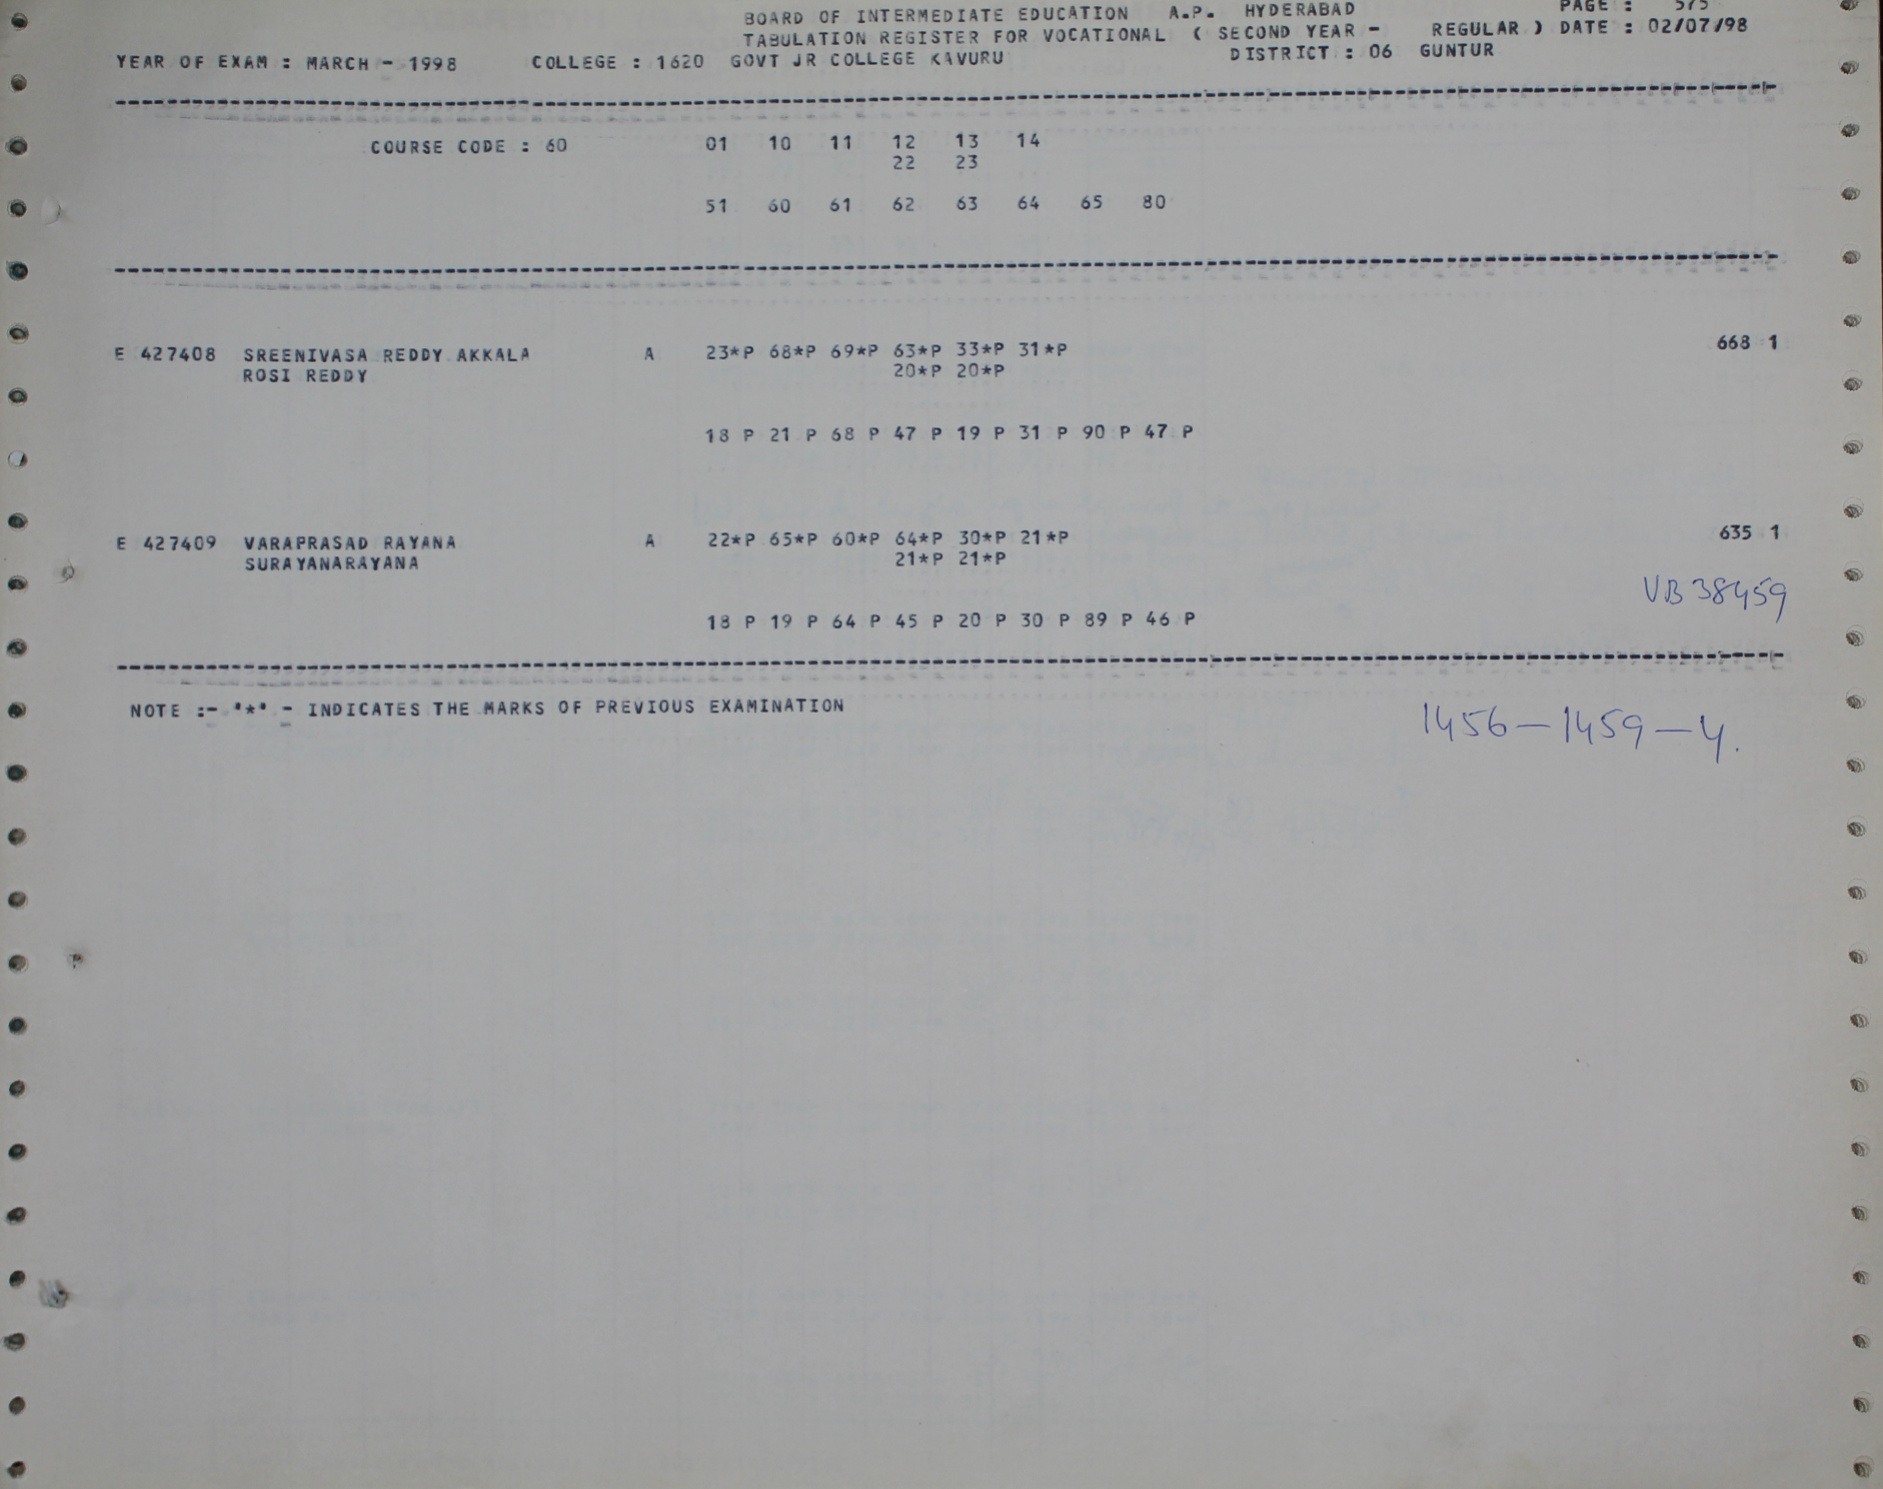 BOARD OF INTERMEDIATE EDUCATION A.P. HYDERABAD PAGE : 575
TABULATION REGISTER FOR VOCATIONAL ( SECOND YEAR - REGULAR ) DATE : 02/07/98
YEAR OF EXAM : MARCH - 1998 COLLEGE : 1620 GOVT JR COLLEGE KAVURU DISTRICT : 06 GUNTUR
COURSE CODE : 60 01 10 11 12 13 14
22 23
51 60 61 62 63 64 65 80
E 427408 SREENIVASA REDDY AKKALA A 23*P 68*P 69*P 63*P 33*P 31*P 668 1
ROSI REDDY 20*P 20*P
18 P 21 P 68 P 47 P 19 P 31 P 90 P 47 P
E 427409 VARAPRASAD RAYANA A 22*P 65*P 60*P 64*P 30*P 21*P 635 1
SURAYANARAYANA 21*P 21*P
VB 38459
18 P 19 P 64 P 45 P 20 P 30 P 89 P 46 P
NOTE :- '*' - INDICATES THE MARKS OF PREVIOUS EXAMINATION
1456-1459-4.